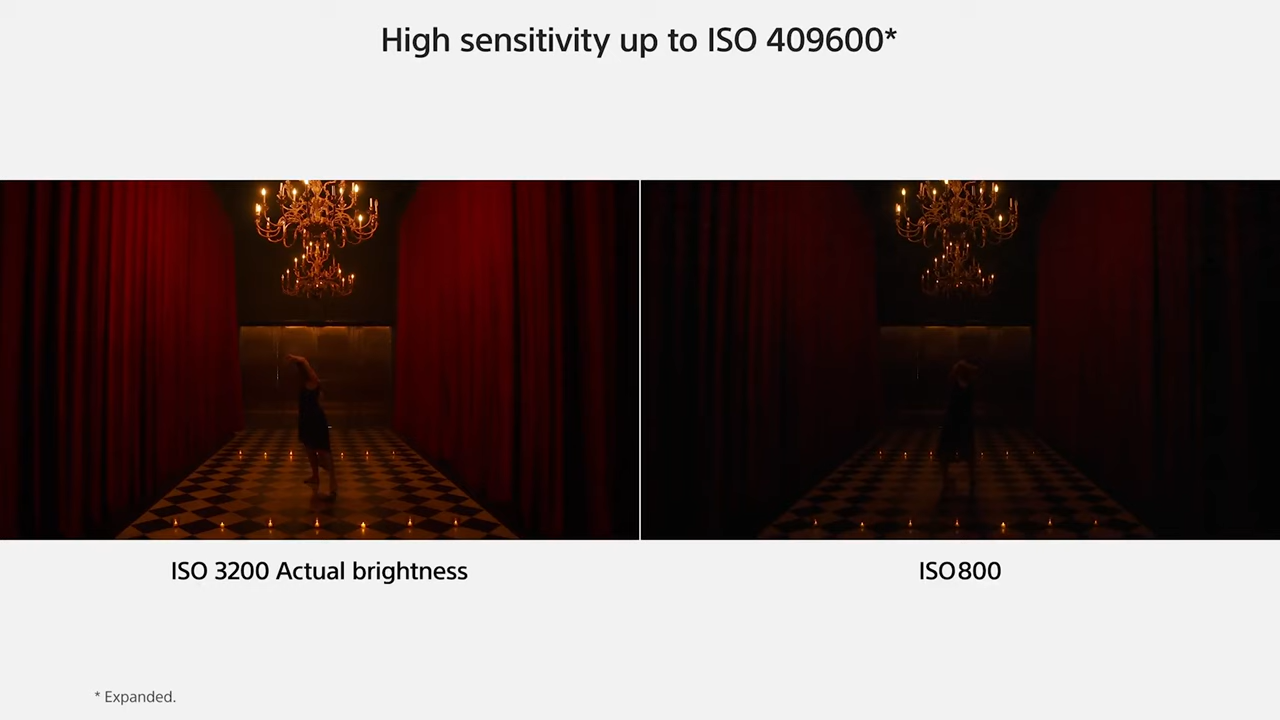 High sensitivity up to ISO 409600*
ISO 3200 Actual brightness
ISO800
* Expanded.